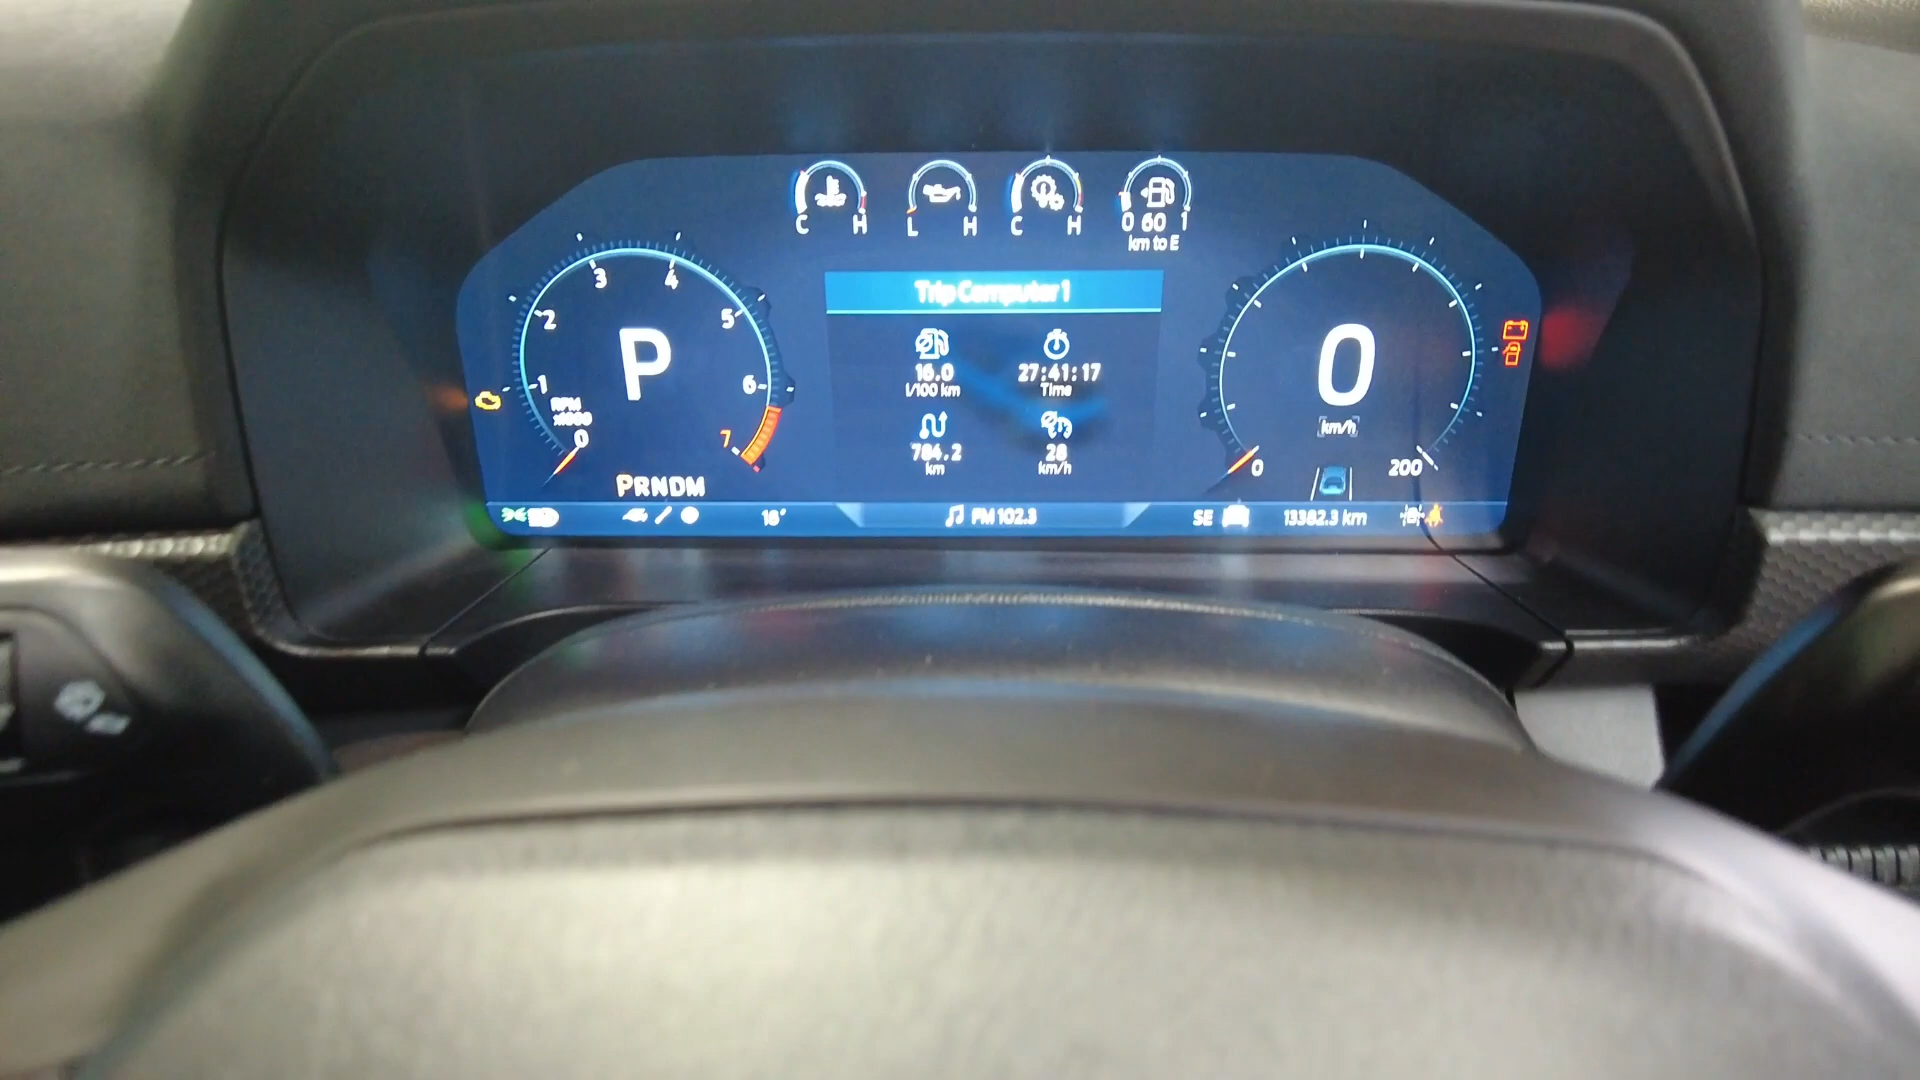 C H
L H
C H
0 60 1
km to E
Trip Computer 1
16.0
l/100 km
27:41:17
Time
784.2
km
28
km/h
0
1
2
3
4
5
6
7
RPM
x1000
P
PRNDM
0
km/h
0
200
18°
FM 102.3
SE
13382.3 km